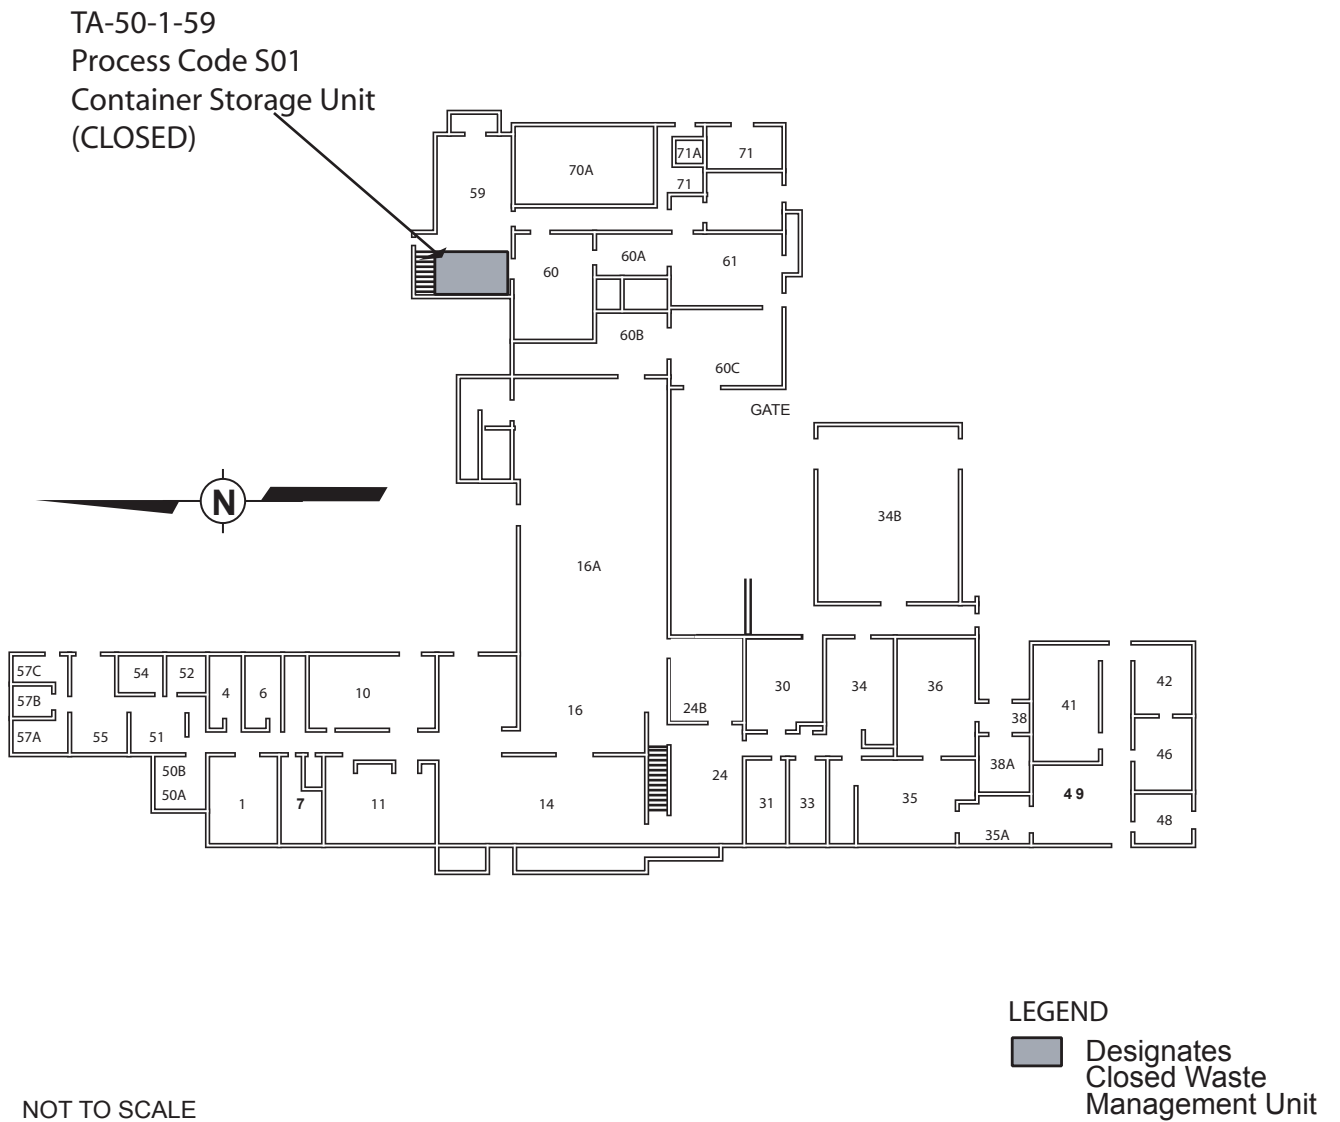 TA-50-1-59
Process Code S01
Container Storage Unit
(CLOSED)
71A
71
70A
71
59
60A
61
60
60B
60C
GATE
34B
N
16A
57C
54
52
4
6
10
57B
16
24B
30
34
36
38
41
42
57A
55
51
50B
50A
1
7
11
14
24
31
33
35
38A
35A
49
46
48
LEGEND
Designates
Closed Waste
Management Unit
NOT TO SCALE